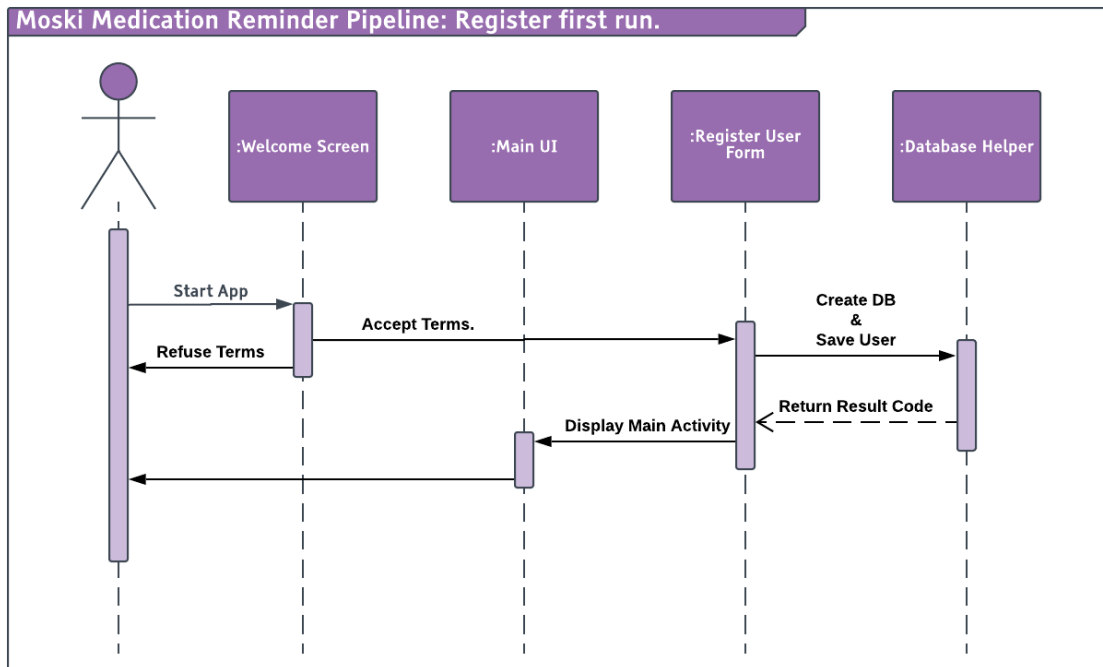 Moski Medication Reminder Pipeline: Register first run.
:Welcome Screen
:Main UI
:Register User
Form
:Database Helper
Start App
Accept Terms.
Create DB
&
Save User
Refuse Terms
Return Result Code
Display Main Activity